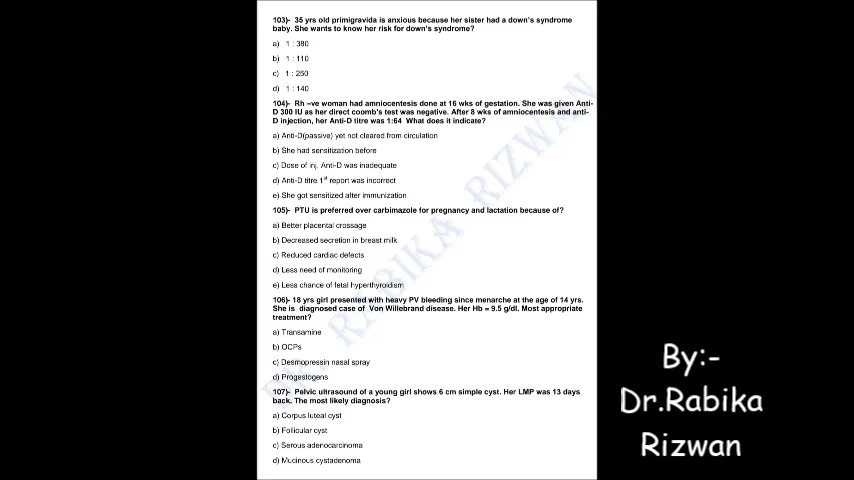 103)- 35 yrs old primigravida is anxious because her sister had a down's syndrome
baby. She wants to know her risk for down's syndrome?
a) 1 : 380
b) 1 : 110
c) 1 : 250
d) 1 : 140
104)- Rh –ve woman had amniocentesis done at 16 wks of gestation. She was given Anti-
D 300 IU as her direct coomb's test was negative. After 8 wks of amniocentesis and anti-
D injection, her Anti-D titre was 1:64 What does it indicate?
a) Anti-D(passive) yet not cleared from circulation
b) She had sensitization before
c) Dose of inj. Anti-D was inadequate
d) Anti-D titre 1st report was incorrect
e) She got sensitized after immunization
105)- PTU is preferred over carbimazole for pregnancy and lactation because of?
a) Better placental crossage
b) Decreased secretion in breast milk
c) Reduced cardiac defects
d) Less need of monitoring
e) Less chance of fetal hyperthyroidism
106)- 18 yrs girl presented with heavy PV bleeding since menarche at the age of 14 yrs.
She is diagnosed case of Von Willebrand disease. Her Hb = 9.5 g/dl. Most appropriate
treatment?
a) Transamine
b) OCPs
c) Desmopressin nasal spray
d) Progestogens
107)- Pelvic ultrasound of a young girl shows 6 cm simple cyst. Her LMP was 13 days
back. The most likely diagnosis?
a) Corpus luteal cyst
b) Follicular cyst
c) Serous adenocarcinoma
d) Mucinous cystadenoma
DR. RABIKA RIZWAN
By:-
Dr.Rabika
Rizwan